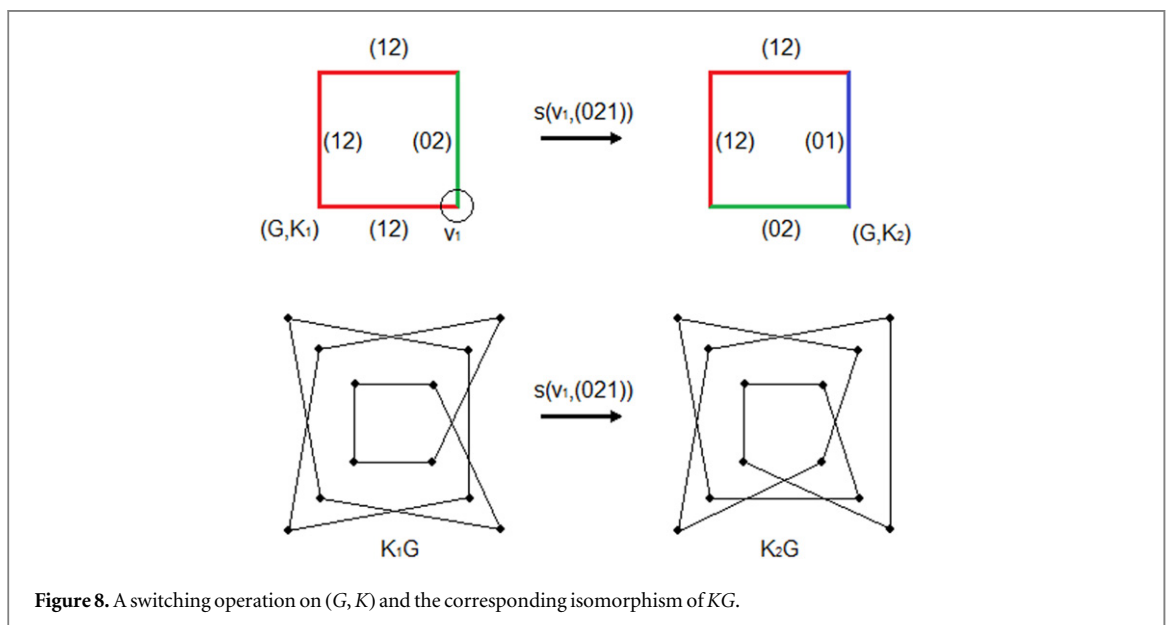 (12)
(12)
s(v₁,(021))
(12)
(02)
(12)
(01)
(G,K₁)
(12)
v₁
(02)
(G,K₂)
s(v₁,(021))
K₁G
K₂G
Figure 8. A switching operation on (G, K) and the corresponding isomorphism of KG.